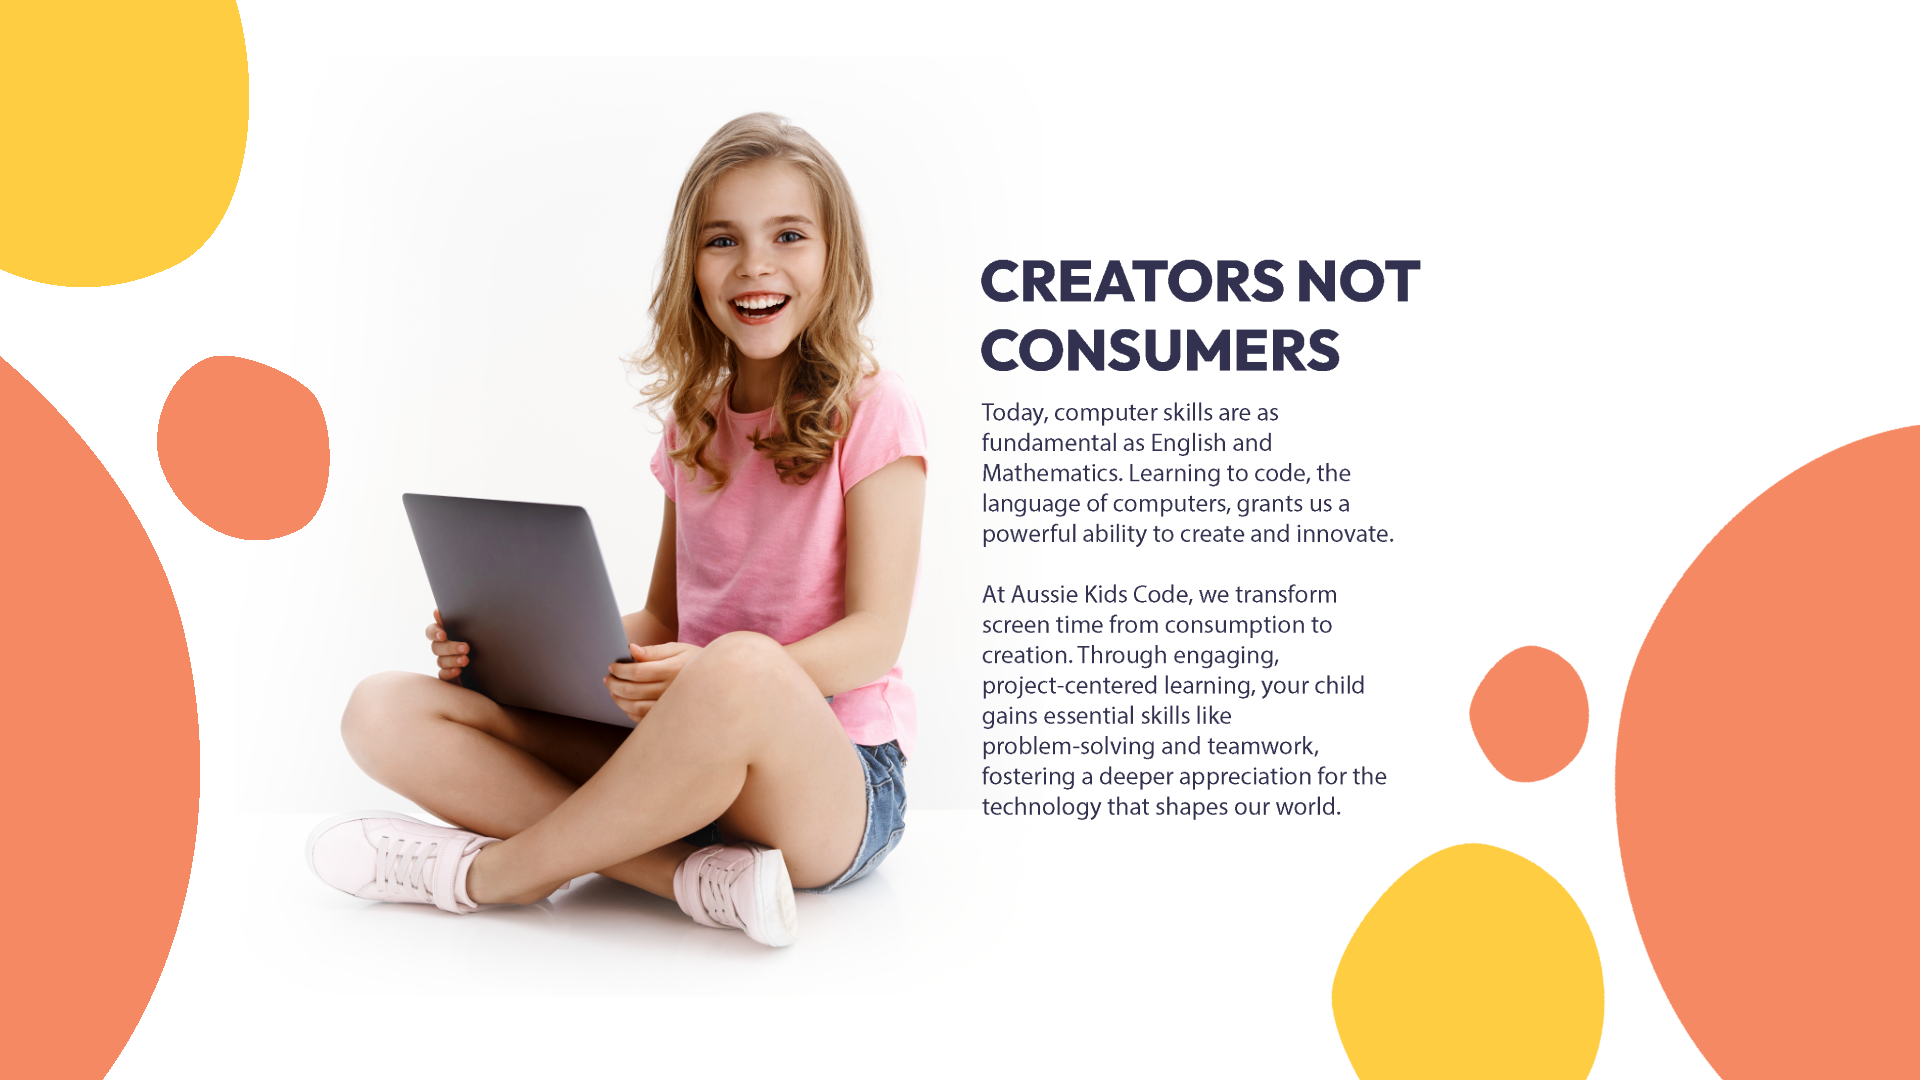 CREATORS NOT
CONSUMERS
Today, computer skills are as
fundamental as English and
Mathematics. Learning to code, the
language of computers, grants us a
powerful ability to create and innovate.
At Aussie Kids Code, we transform
screen time from consumption to
creation. Through engaging,
project-centered learning, your child
gains essential skills like
problem-solving and teamwork,
fostering a deeper appreciation for the
technology that shapes our world.